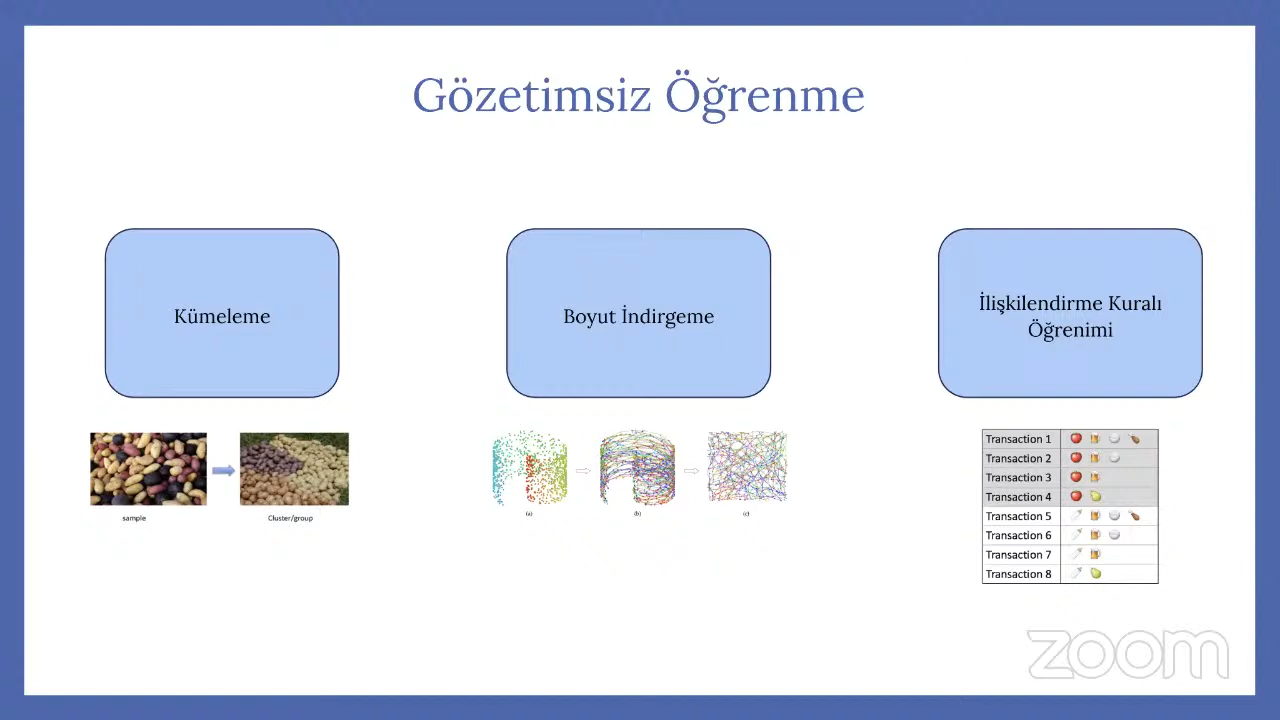 Gözetimsiz Öğrenme
Kümeleme
Boyut İndirgeme
İlişkilendirme Kuralı
Öğrenimi
sample
Cluster/group
(a)
(b)
(c)
Transaction 1
Transaction 2
Transaction 3
Transaction 4
Transaction 5
Transaction 6
Transaction 7
Transaction 8
zoom